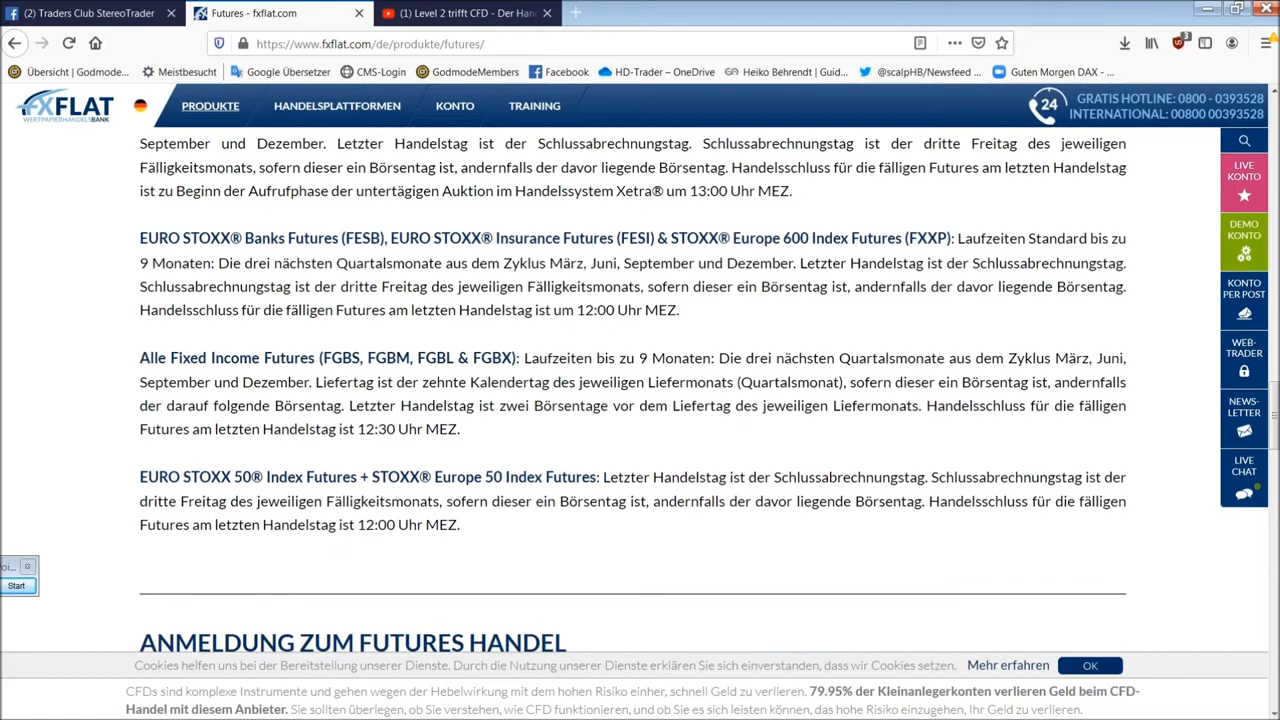 (2) Traders Club StereoTrader
Futures - fxflat.com
(1) Level 2 trifft CFD - Der Han
https://www.fxflat.com/de/produkte/futures/
3
Übersicht | Godmode...
Meistbesucht
Google Übersetzer
CMS-Login
GodmodeMembers
Facebook
HD-Trader – OneDrive
Heiko Behrendt | Guid...
@scalpHB/Newsfeed ...
Guten Morgen DAX - ...
FXFLAT
WERTPAPIERHANDELSBANK
PRODUKTE
HANDELSPLATTFORMEN
KONTO
TRAINING
24
GRATIS HOTLINE: 0800 - 0393528
INTERNATIONAL: 00800 00393528
September und Dezember. Letzter Handelstag ist der Schlussabrechnungstag. Schlussabrechnungstag ist der dritte Freitag des jeweiligen
Fälligkeitsmonats, sofern dieser ein Börsentag ist, andernfalls der davor liegende Börsentag. Handelsschluss für die fälligen Futures am letzten Handelstag
ist zu Beginn der Aufrufphase der untertägigen Auktion im Handelssystem Xetra® um 13:00 Uhr MEZ.
EURO STOXX® Banks Futures (FESB), EURO STOXX® Insurance Futures (FESI) & STOXX® Europe 600 Index Futures (FXXP): Laufzeiten Standard bis zu
9 Monaten: Die drei nächsten Quartalsmonate aus dem Zyklus März, Juni, September und Dezember. Letzter Handelstag ist der Schlussabrechnungstag.
Schlussabrechnungstag ist der dritte Freitag des jeweiligen Fälligkeitsmonats, sofern dieser ein Börsentag ist, andernfalls der davor liegende Börsentag.
Handelsschluss für die fälligen Futures am letzten Handelstag ist um 12:00 Uhr MEZ.
Alle Fixed Income Futures (FGBS, FGBM, FGBL & FGBX): Laufzeiten bis zu 9 Monaten: Die drei nächsten Quartalsmonate aus dem Zyklus März, Juni,
September und Dezember. Liefertag ist der zehnte Kalendertag des jeweiligen Liefermonats (Quartalsmonat), sofern dieser ein Börsentag ist, andernfalls
der darauf folgende Börsentag. Letzter Handelstag ist zwei Börsentage vor dem Liefertag des jeweiligen Liefermonats. Handelsschluss für die fälligen
Futures am letzten Handelstag ist 12:30 Uhr MEZ.
EURO STOXX 50® Index Futures + STOXX® Europe 50 Index Futures: Letzter Handelstag ist der Schlussabrechnungstag. Schlussabrechnungstag ist der
dritte Freitag des jeweiligen Fälligkeitsmonats, sofern dieser ein Börsentag ist, andernfalls der davor liegende Börsentag. Handelsschluss für die fälligen
Futures am letzten Handelstag ist 12:00 Uhr MEZ.
LIVE
KONTO
DEMO
KONTO
KONTO
PER POST
WEB-
TRADER
NEWS-
LETTER
LIVE
CHAT
oi...
Start
ANMELDUNG ZUM FUTURES HANDEL
Cookies helfen uns bei der Bereitstellung unserer Dienste. Durch die Nutzung unserer Dienste erklären Sie sich einverstanden, dass wir Cookies setzen. Mehr erfahren OK
CFDs sind komplexe Instrumente und gehen wegen der Hebelwirkung mit dem hohen Risiko einher, schnell Geld zu verlieren. 79.95% der Kleinanlegerkonten verlieren Geld beim CFD-
Handel mit diesem Anbieter. Sie sollten überlegen, ob Sie verstehen, wie CFD funktionieren, und ob Sie es sich leisten können, das hohe Risiko einzugehen, Ihr Geld zu verlieren.